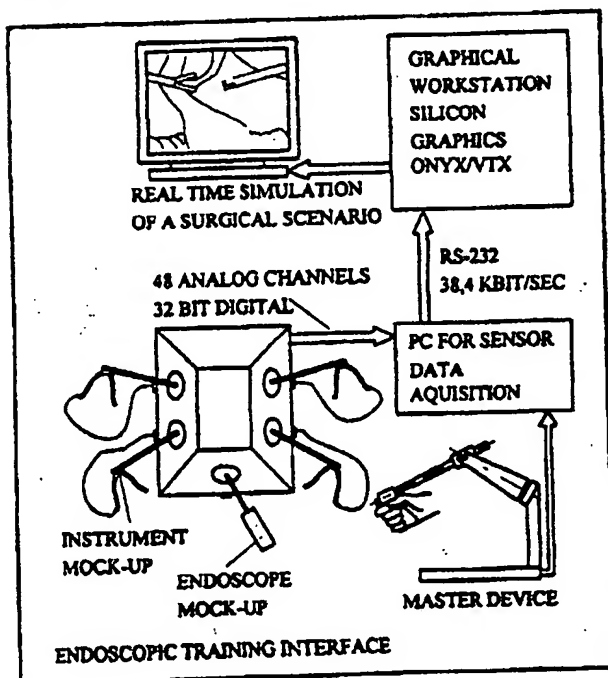 GRAPHICAL
WORKSTATION
SILICON
GRAPHICS
ONYX/VTX
REAL TIME SIMULATION
OF A SURGICAL SCENARIO
RS-232
38,4 KBIT/SEC
48 ANALOG CHANNELS
32 BIT DIGITAL
PC FOR SENSOR
DATA
AQUISITION
INSTRUMENT
MOCK-UP
ENDOSCOPE
MOCK-UP
MASTER DEVICE
ENDOSCOPIC TRAINING INTERFACE